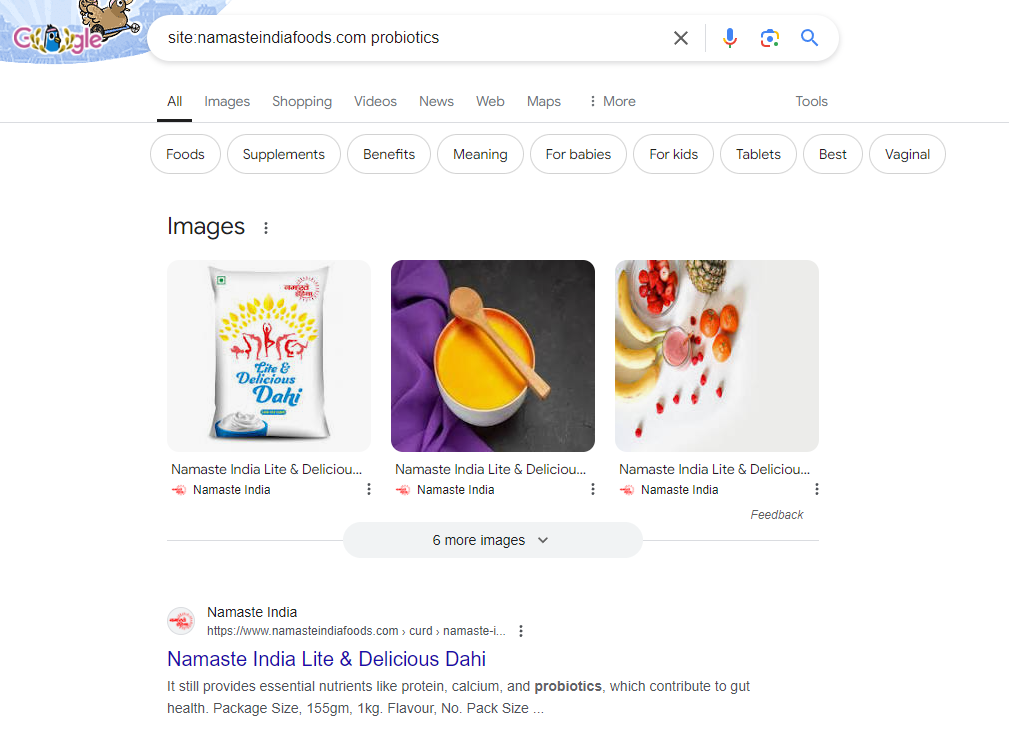 Google
site:namasteindiafoods.com probiotics
All Images Shopping Videos News Web Maps More Tools
Foods Supplements Benefits Meaning For babies For kids Tablets Best Vaginal
Images
नमस्ते
इंडिया
Lite &
Delicious
Dahi
Namaste India Lite & Deliciou... Namaste India Lite & Deliciou... Namaste India Lite & Deliciou...
Namaste India Namaste India Namaste India
Feedback
6 more images
Namaste India
https://www.namasteindiafoods.com › curd › namaste-i...
Namaste India Lite & Delicious Dahi
It still provides essential nutrients like protein, calcium, and probiotics, which contribute to gut
health. Package Size, 155gm, 1kg. Flavour, No. Pack Size ...